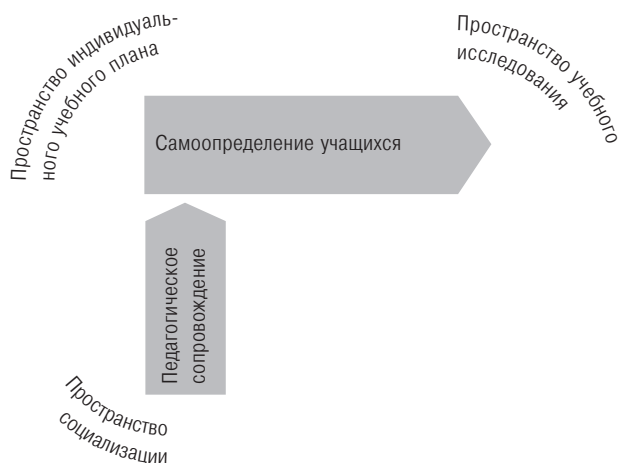 Пространство индивидуаль-
ного учебного плана
Пространство учебного
исследования
Самоопределение учащихся
Педагогическое
сопровождение
Пространство
социализации